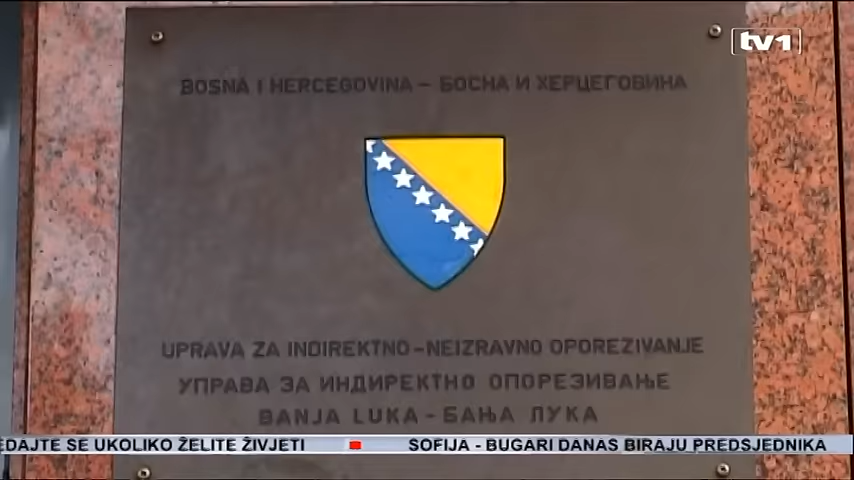 tv1
BOSNA I HERCEGOVINA – БОСНА И ХЕРЦЕГОВИНА
UPRAVA ZA INDIREKTNO-NEIZRAVNO OPOREZIVANJE
УПРАВА ЗА ИНДИРЕКТНО ОПОРЕЗИВАЊЕ
BANJA LUKA - БАЊА ЛУКА
EDAJTE SE UKOLIKO ŽELITE ŽIVJETI SOFIJA - BUGARI DANAS BIRAJU PREDSJEDNIKA